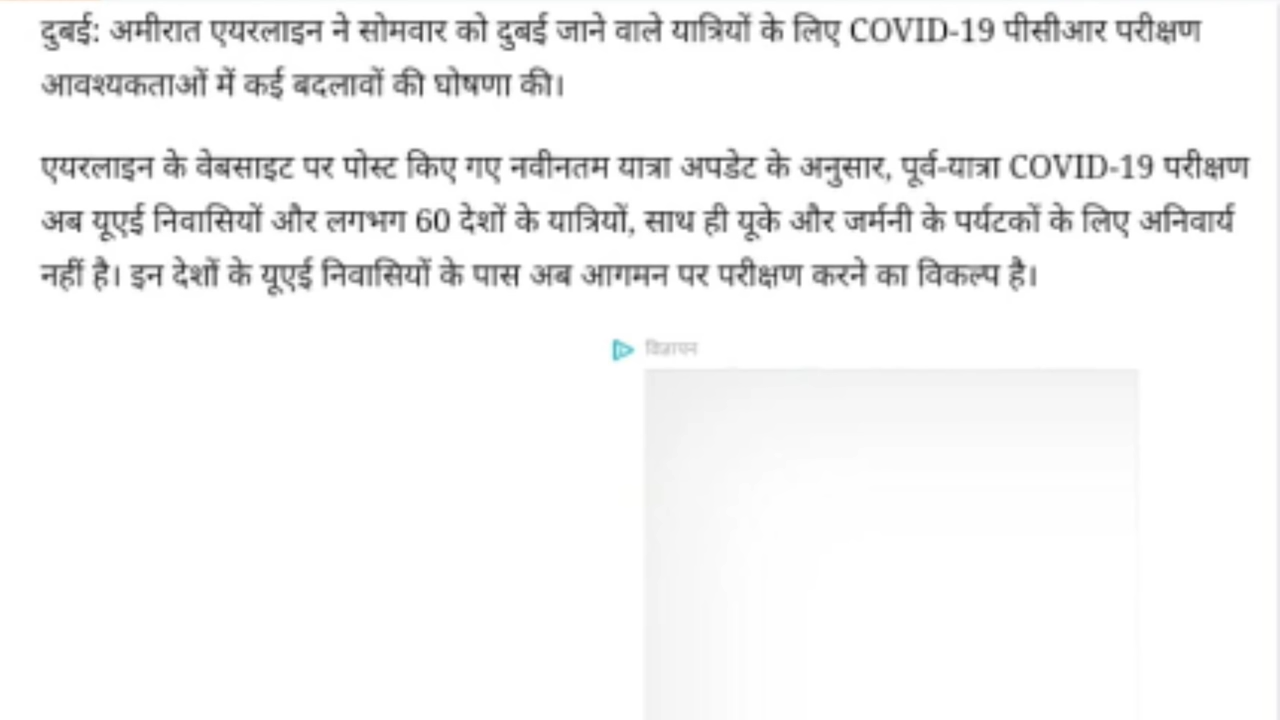 दुबई: अमीरात एयरलाइन ने सोमवार को दुबई जाने वाले यात्रियों के लिए COVID-19 पीसीआर परीक्षण
आवश्यकताओं में कई बदलावों की घोषणा की।
एयरलाइन के वेबसाइट पर पोस्ट किए गए नवीनतम यात्रा अपडेट के अनुसार, पूर्व-यात्रा COVID-19 परीक्षण
अब यूएई निवासियों और लगभग 60 देशों के यात्रियों, साथ ही यूके और जर्मनी के पर्यटकों के लिए अनिवार्य
नहीं है। इन देशों के यूएई निवासियों के पास अब आगमन पर परीक्षण करने का विकल्प है।
विज्ञापन